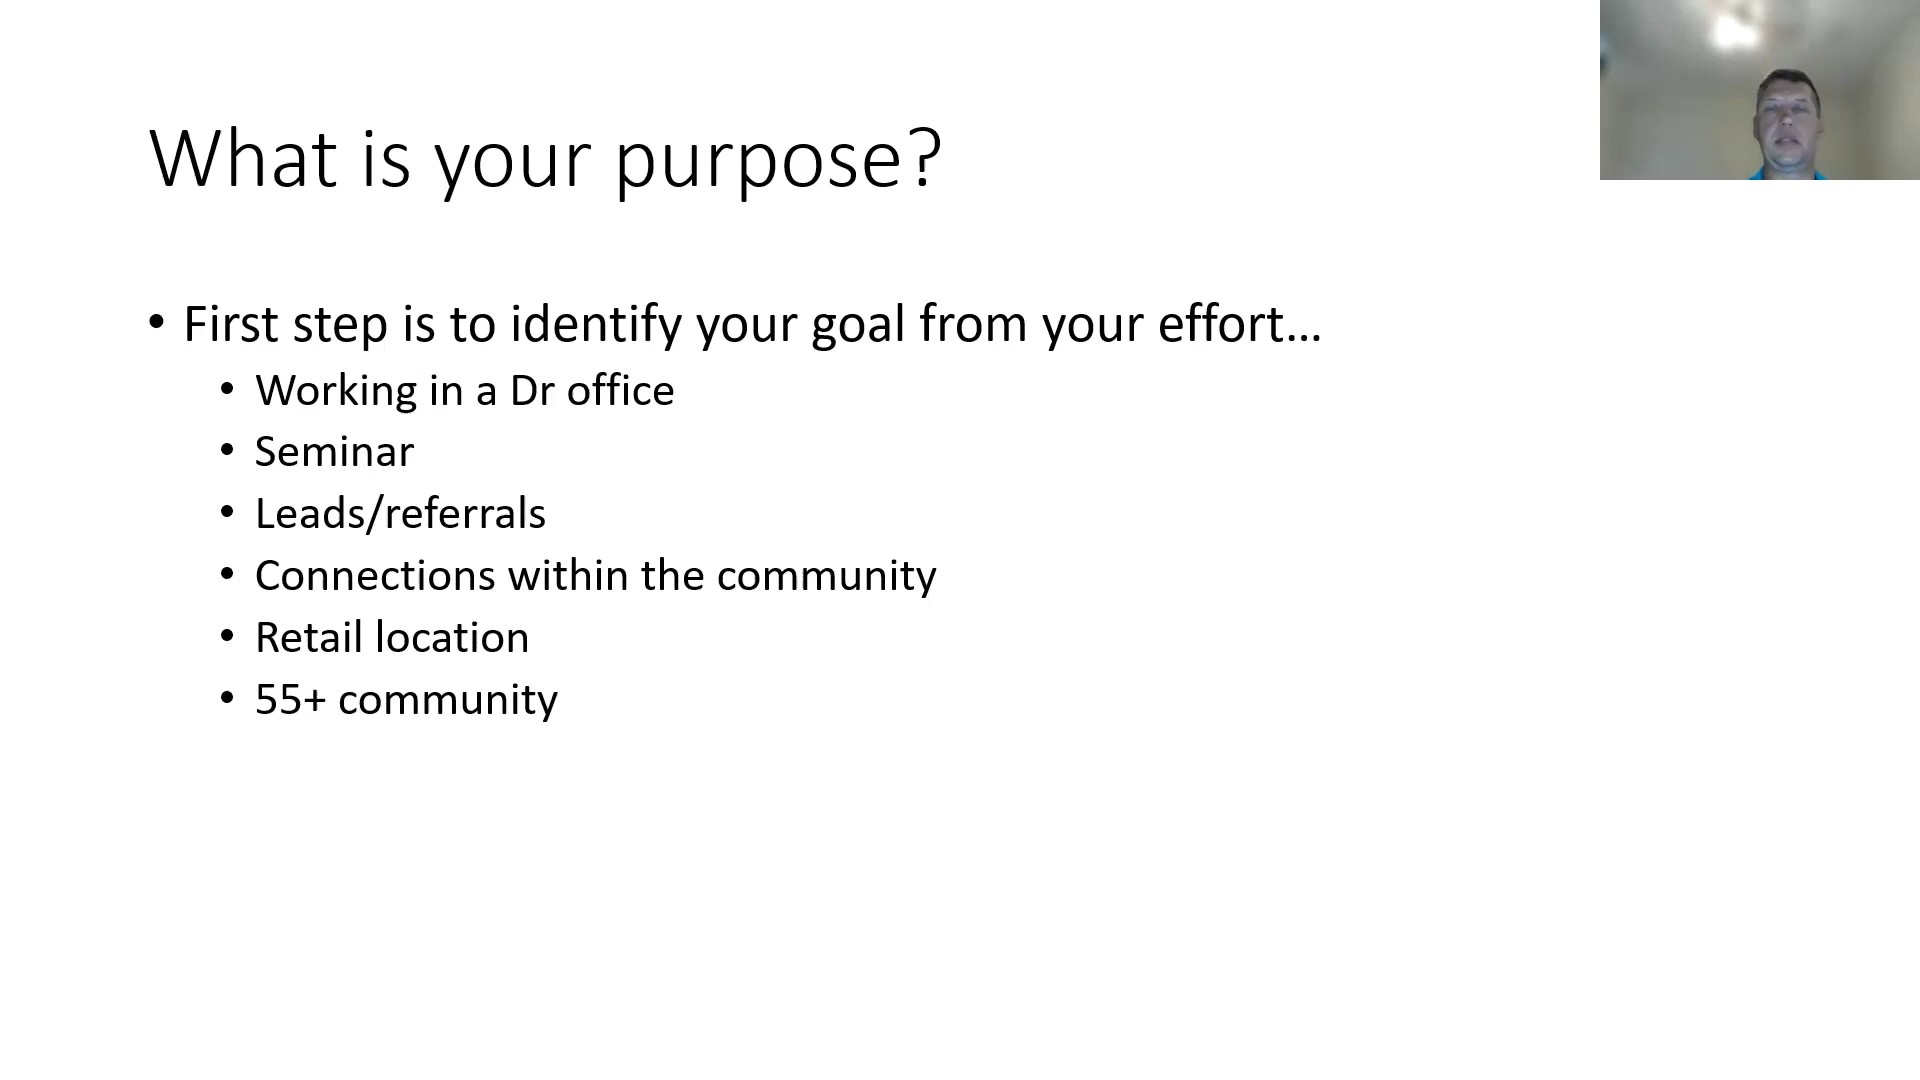 What is your purpose?
• First step is to identify your goal from your effort…
• Working in a Dr office
• Seminar
• Leads/referrals
• Connections within the community
• Retail location
• 55+ community